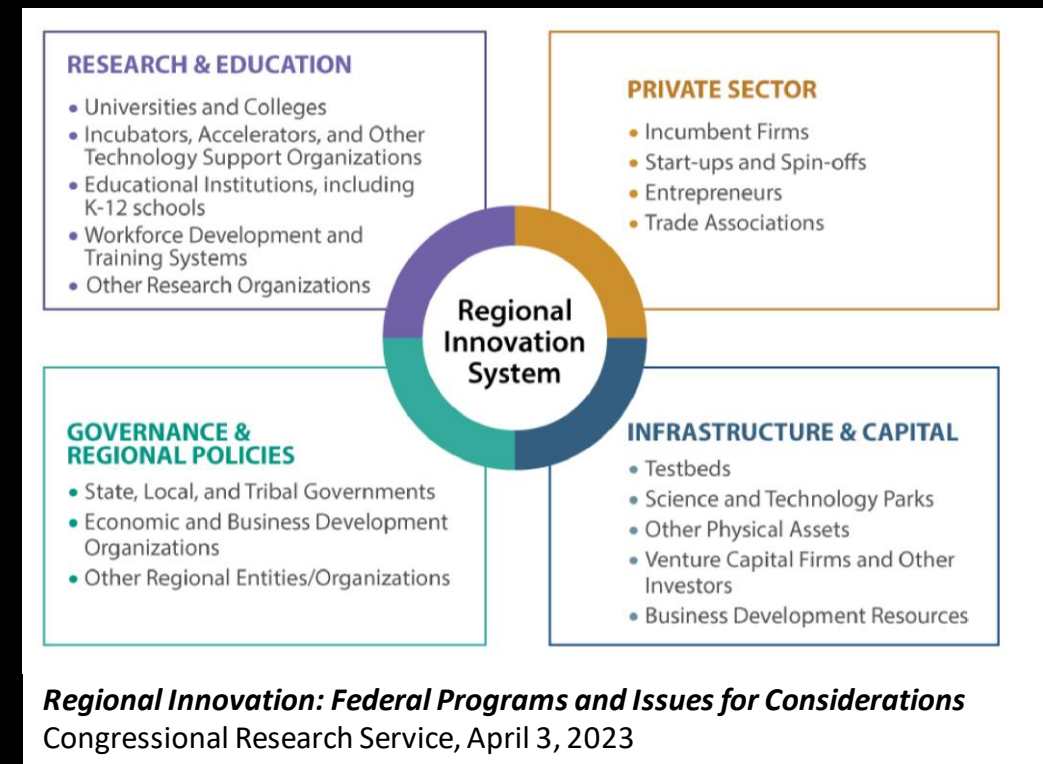 RESEARCH & EDUCATION
• Universities and Colleges
• Incubators, Accelerators, and Other
Technology Support Organizations
• Educational Institutions, including
K-12 schools
• Workforce Development and
Training Systems
• Other Research Organizations
PRIVATE SECTOR
• Incumbent Firms
• Start-ups and Spin-offs
• Entrepreneurs
• Trade Associations
Regional
Innovation
System
GOVERNANCE &
REGIONAL POLICIES
• State, Local, and Tribal Governments
• Economic and Business Development
Organizations
• Other Regional Entities/Organizations
INFRASTRUCTURE & CAPITAL
• Testbeds
• Science and Technology Parks
• Other Physical Assets
• Venture Capital Firms and Other
Investors
• Business Development Resources
Regional Innovation: Federal Programs and Issues for Considerations
Congressional Research Service, April 3, 2023